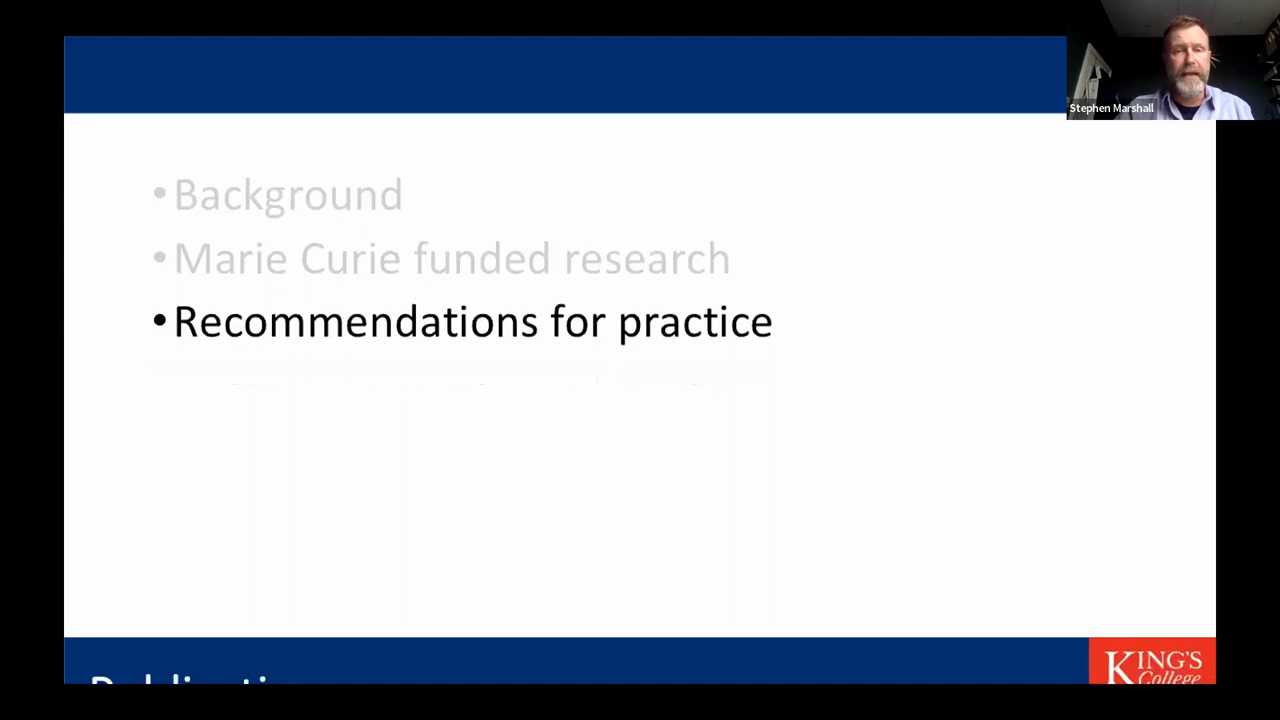 Stephen Marshall
• Background
• Marie Curie funded research
• Recommendations for practice
KING'S
College